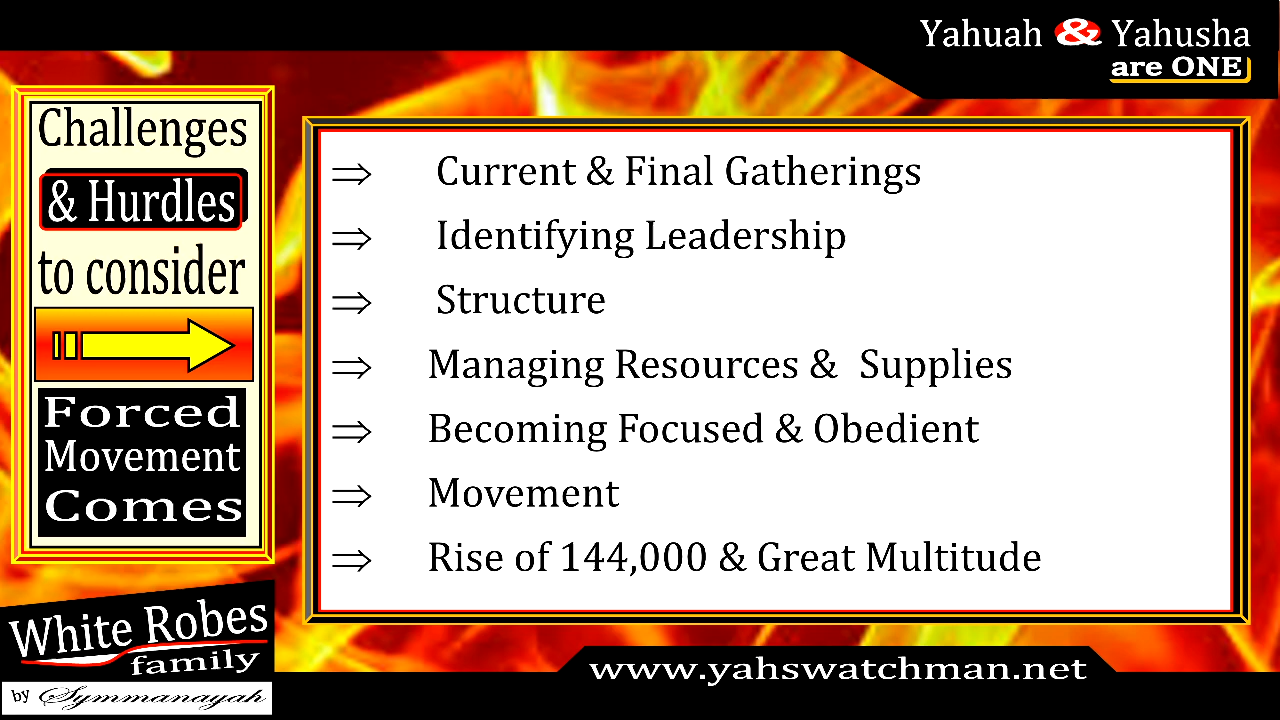 Yahuah & Yahusha
are ONE
Challenges
& Hurdles
to consider
Forced
Movement
Comes
⇒ Current & Final Gatherings
⇒ Identifying Leadership
⇒ Structure
⇒ Managing Resources & Supplies
⇒ Becoming Focused & Obedient
⇒ Movement
⇒ Rise of 144,000 & Great Multitude
White Robes
family
by Symmanayah
www.yahswatchman.net